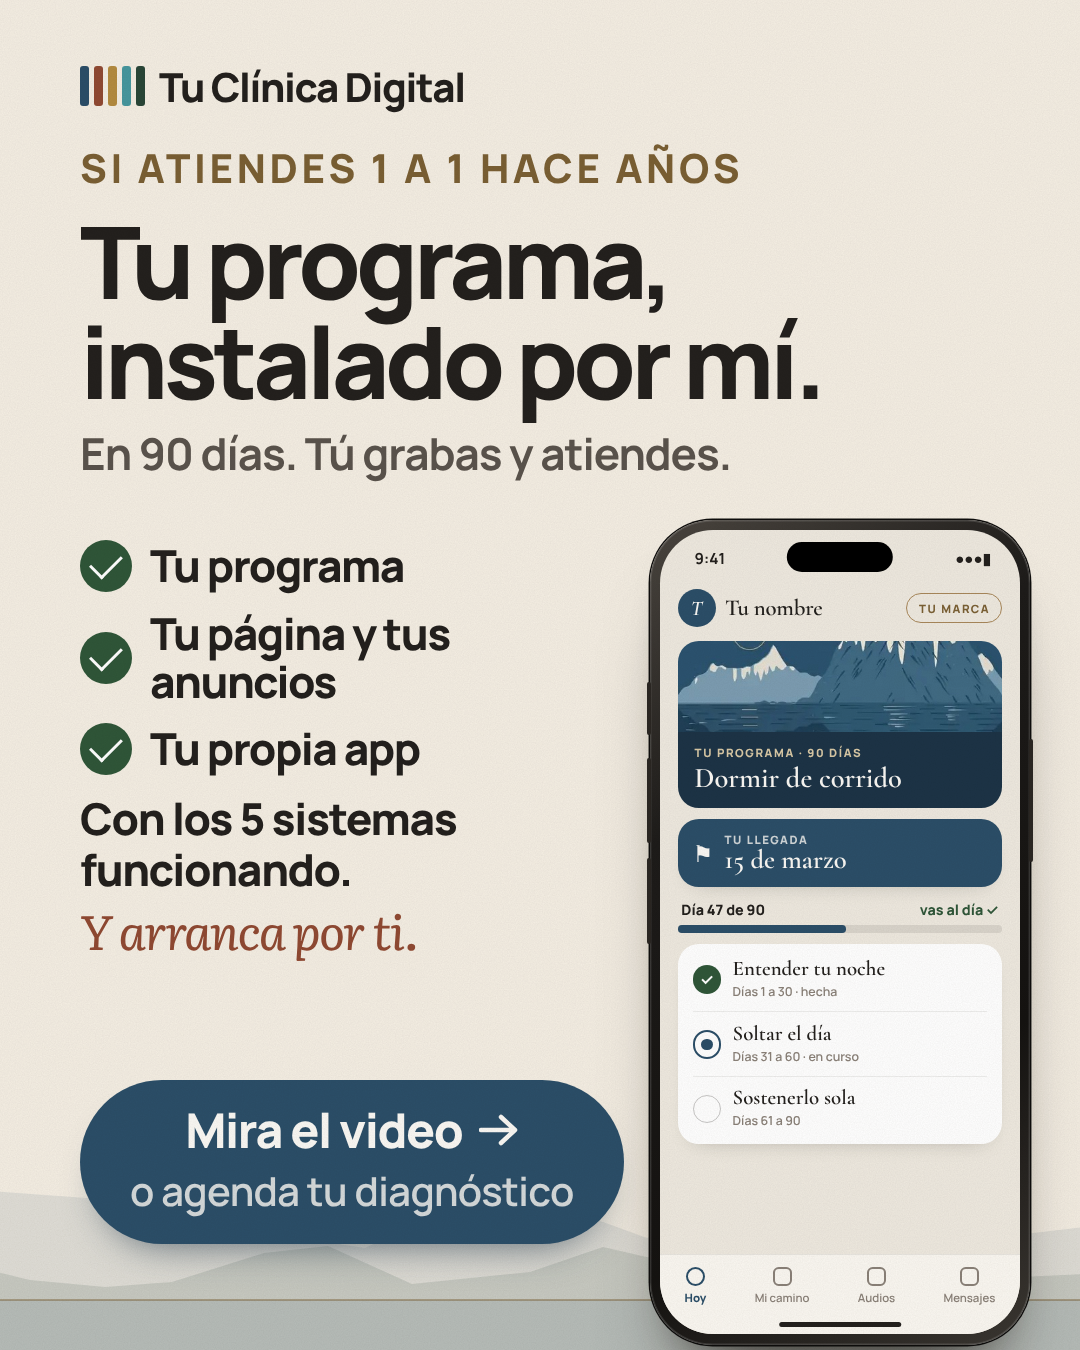 Tu Clínica Digital
SI ATIENDES 1 A 1 HACE AÑOS
Tu programa,
instalado por mí.
En 90 días. Tú grabas y atiendes.
Tu programa
Tu página y tus
anuncios
Tu propia app
Con los 5 sistemas
funcionando.
Y arranca por ti.
Mira el video →
o agenda tu diagnóstico
9:41
T Tu nombre
TU MARCA
TU PROGRAMA · 90 DÍAS
Dormir de corrido
TU LLEGADA
15 de marzo
Día 47 de 90
vas al día ✓
Entender tu noche
Días 1 a 30 · hecha
Soltar el día
Días 31 a 60 · en curso
Sostenerlo sola
Días 61 a 90
Hoy
Mi camino
Audios
Mensajes